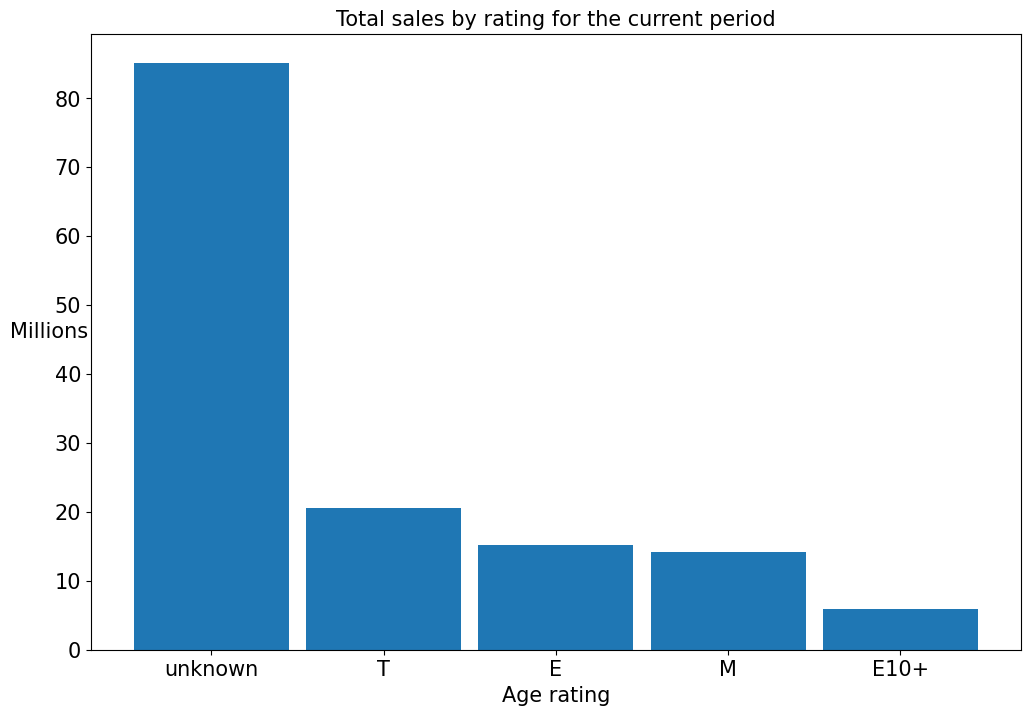 Total sales by rating for the current period
80
70
60
50
Millions
40
30
20
10
0
unknown T E M E10+
Age rating